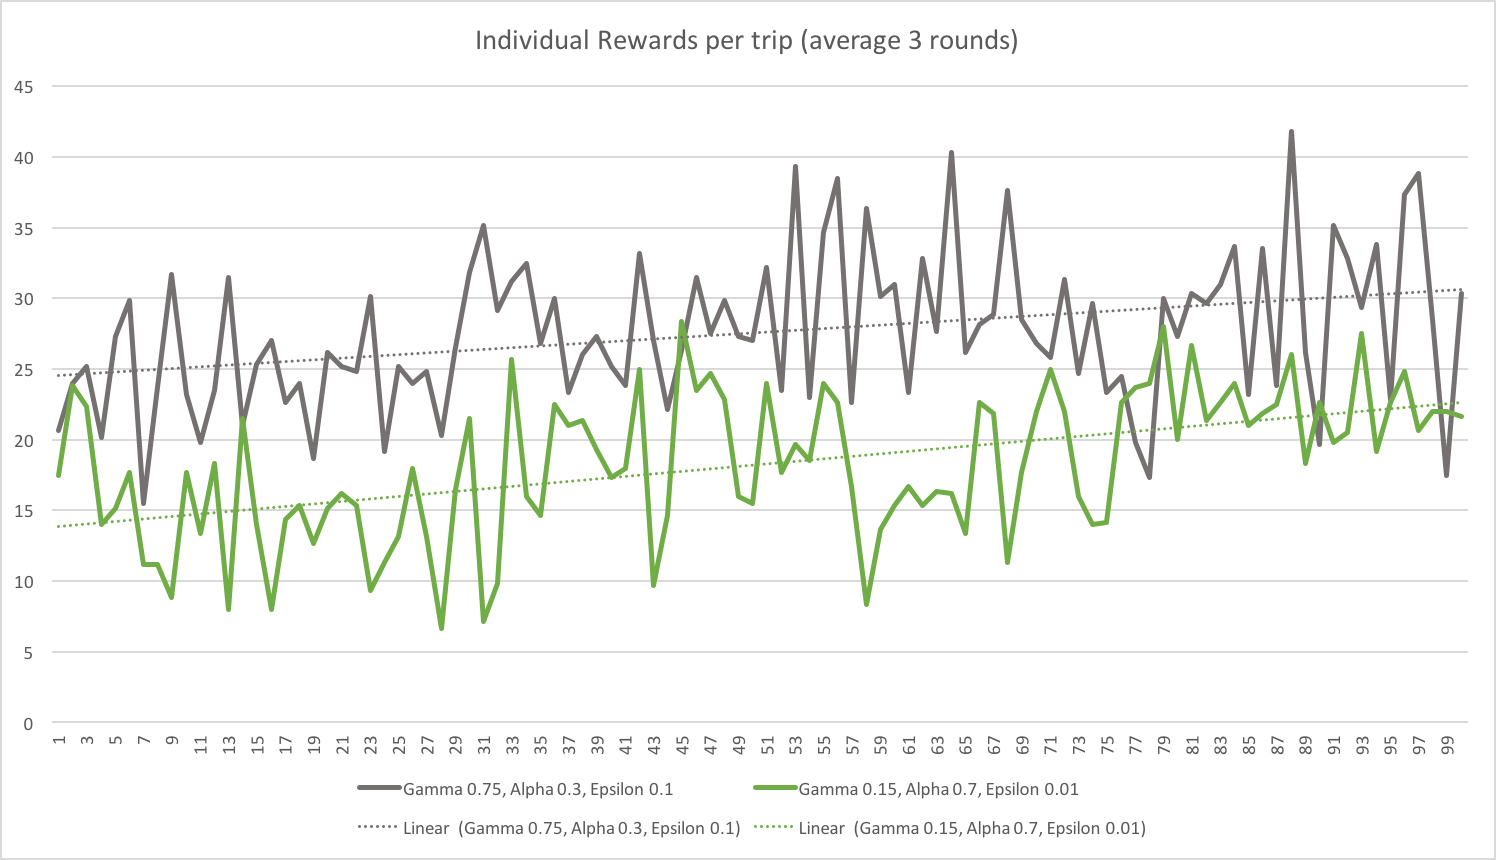 Individual Rewards per trip (average 3 rounds)
45
40
35
30
25
20
15
10
5
0
1 3 5 7 9 11 13 15 17 19 21 23 25 27 29 31 33 35 37 39 41 43 45 47 49 51 53 55 57 59 61 63 65 67 69 71 73 75 77 79 81 83 85 87 89 91 93 95 97 99
Gamma 0.75, Alpha 0.3, Epsilon 0.1 Gamma 0.15, Alpha 0.7, Epsilon 0.01
Linear (Gamma 0.75, Alpha 0.3, Epsilon 0.1) Linear (Gamma 0.15, Alpha 0.7, Epsilon 0.01)